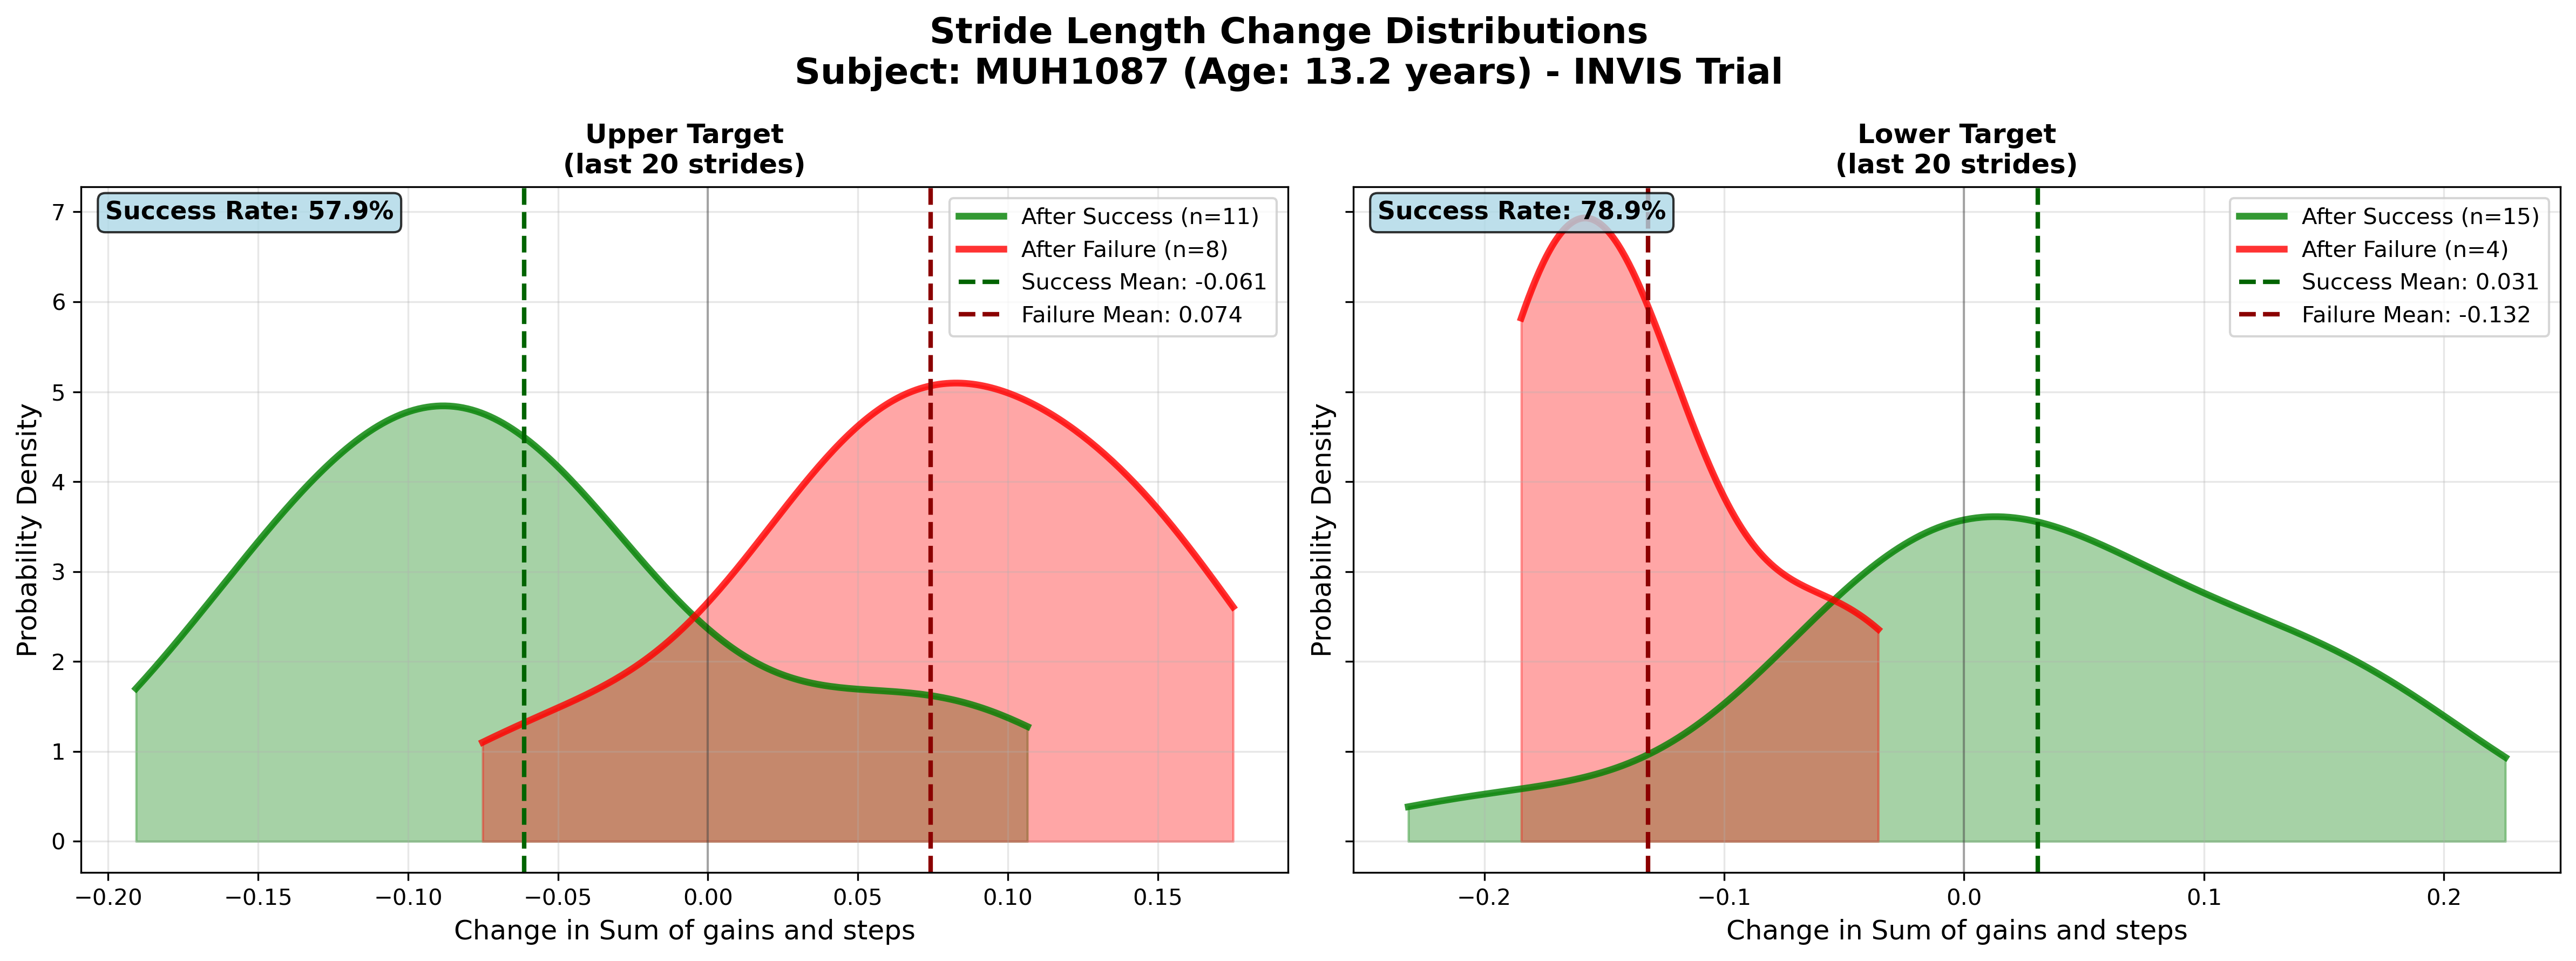 Stride Length Change Distributions
Subject: MUH1087 (Age: 13.2 years) - INVIS Trial
Upper Target
(last 20 strides)
Success Rate: 57.9%
After Success (n=11)
After Failure (n=8)
Success Mean: -0.061
Failure Mean: 0.074
Probability Density
7
6
5
4
3
2
1
0
−0.20
−0.15
−0.10
−0.05
0.00
0.05
0.10
0.15
Change in Sum of gains and steps
Lower Target
(last 20 strides)
Success Rate: 78.9%
After Success (n=15)
After Failure (n=4)
Success Mean: 0.031
Failure Mean: -0.132
Probability Density
−0.2
−0.1
0.0
0.1
0.2
Change in Sum of gains and steps